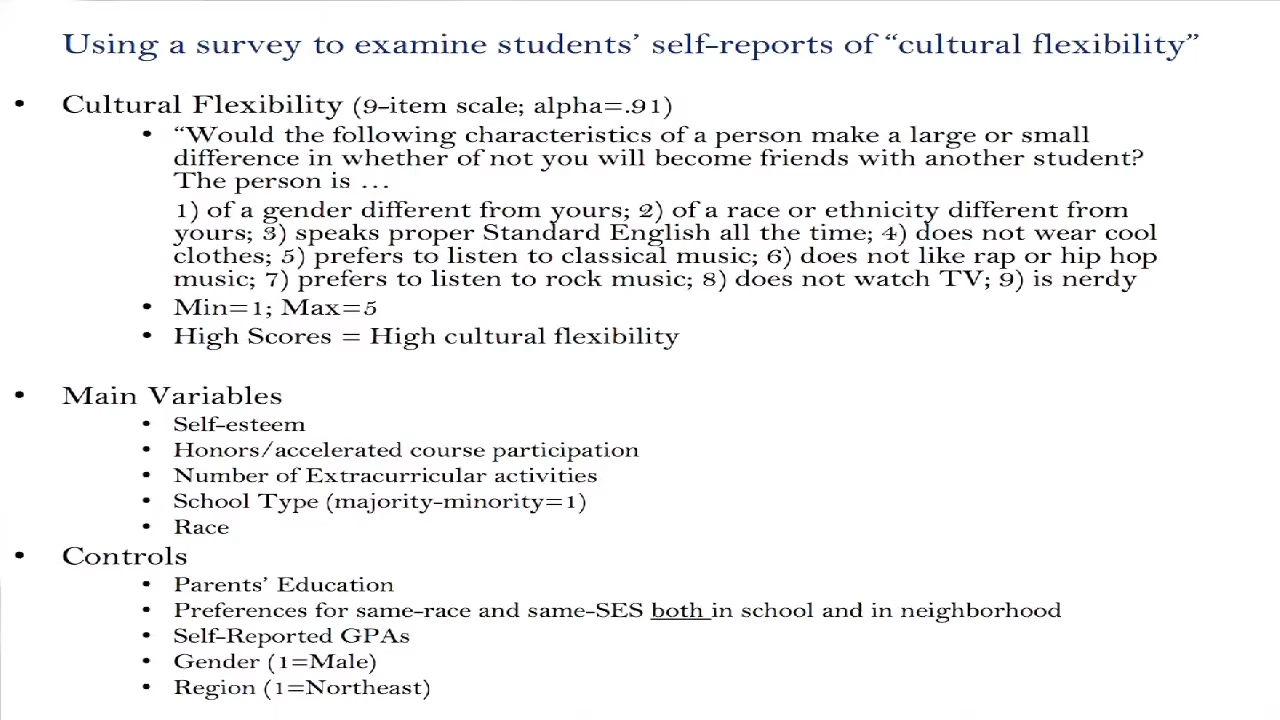 Using a survey to examine students' self-reports of “cultural flexibility”
• Cultural Flexibility (9-item scale; alpha=.91)
• “Would the following characteristics of a person make a large or small
difference in whether of not you will become friends with another student?
The person is …
1) of a gender different from yours; 2) of a race or ethnicity different from
yours; 3) speaks proper Standard English all the time; 4) does not wear cool
clothes; 5) prefers to listen to classical music; 6) does not like rap or hip hop
music; 7) prefers to listen to rock music; 8) does not watch TV; 9) is nerdy
• Min=1; Max=5
• High Scores = High cultural flexibility
• Main Variables
• Self-esteem
• Honors/accelerated course participation
• Number of Extracurricular activities
• School Type (majority-minority=1)
• Race
• Controls
• Parents' Education
• Preferences for same-race and same-SES both in school and in neighborhood
• Self-Reported GPAs
• Gender (1=Male)
• Region (1=Northeast)